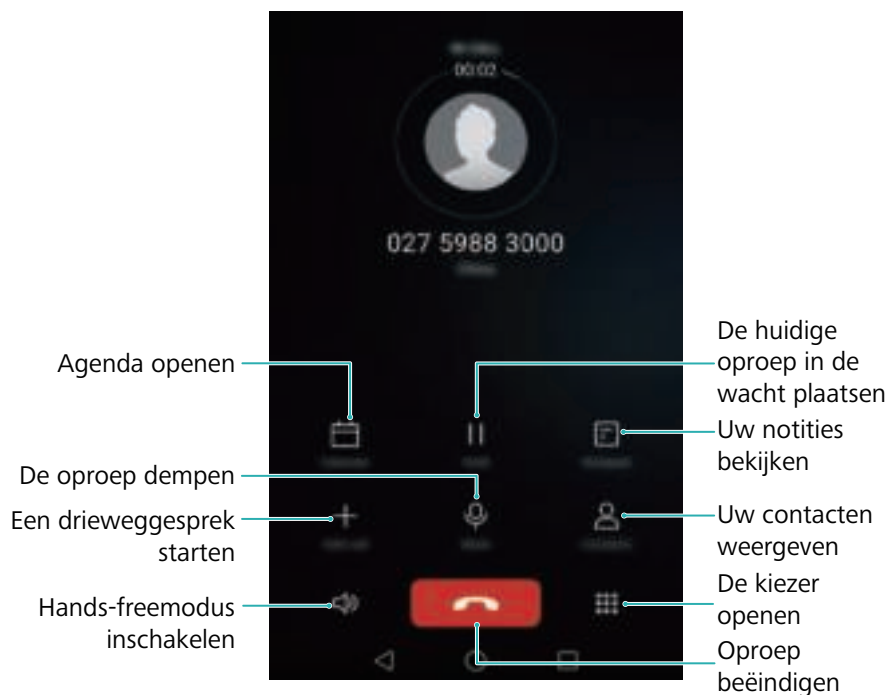 00:02
027 5988 3000
De huidige
oproep in de
wacht plaatsen
Agenda openen
Uw notities
bekijken
De oproep dempen
Een drieweggesprek
starten
Uw contacten
weergeven
De kiezer
openen
Hands-freemodus
inschakelen
Oproep
beëindigen